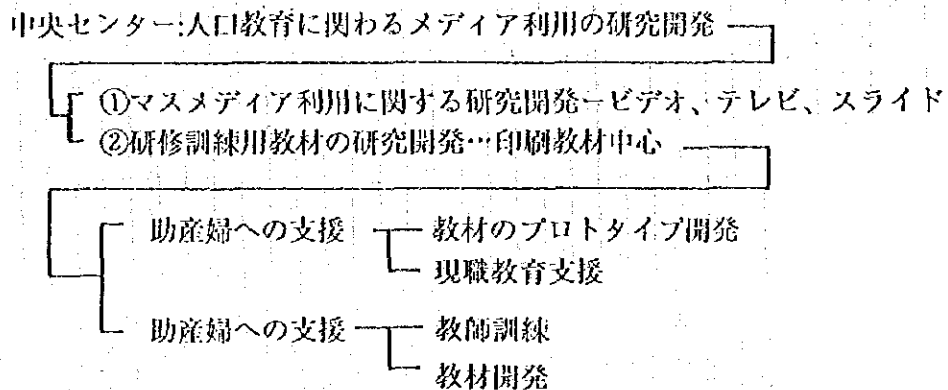 中央センター:人口教育に関わるメディア利用の研究開発
①マスメディア利用に関する研究開発ービデオ、テレビ、スライド
②研修訓練用教材の研究開発…印刷教材中心
助産婦への支援 教材のプロトタイプ開発
現職教育支援
助産婦への支援 教師訓練
教材開発